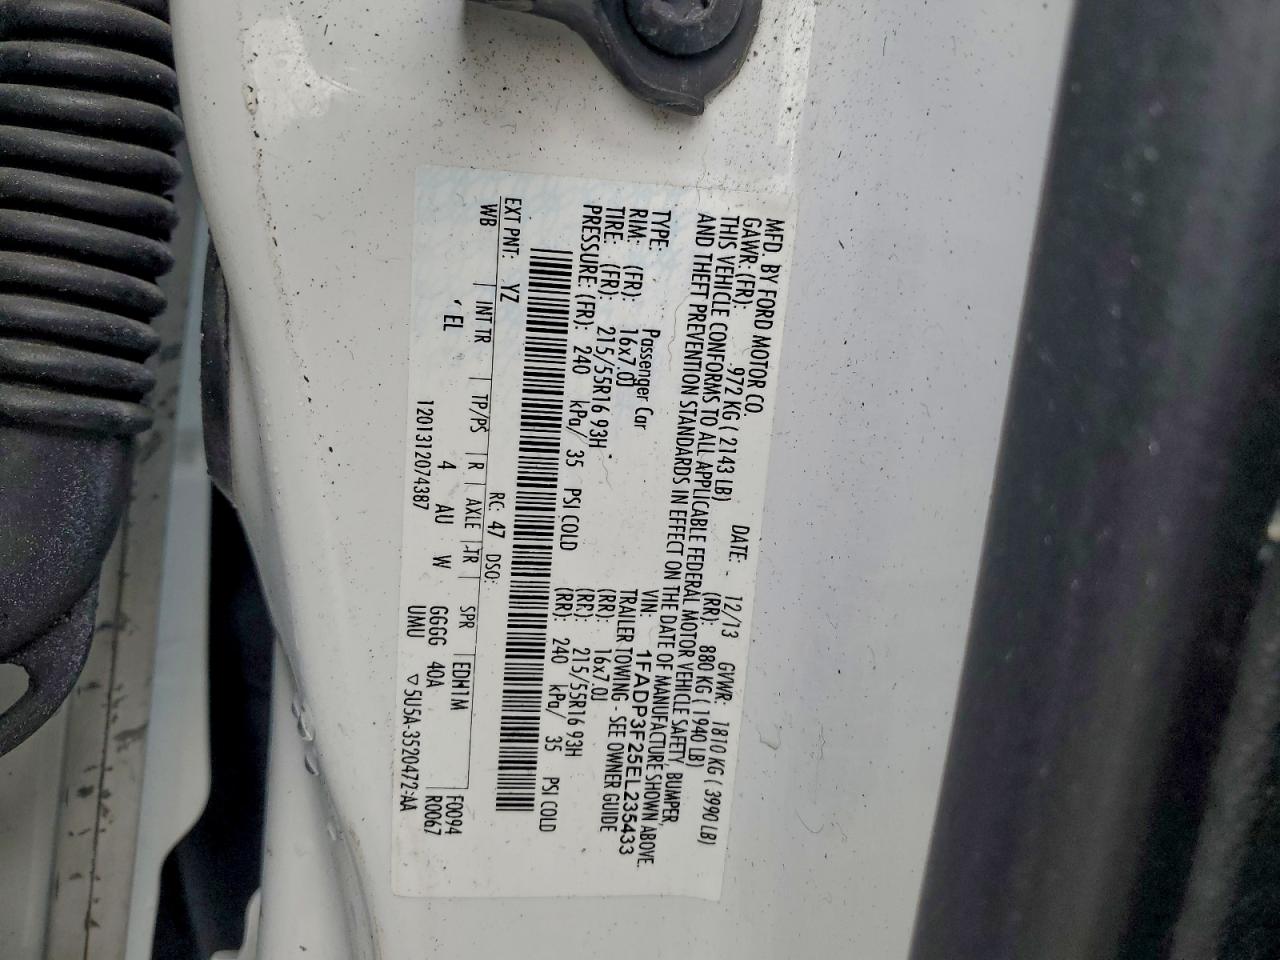 MFD. BY FORD MOTOR CO.
DATE: 12/13 GVWR: 1810 KG ( 3990 LB)
GAWR: (FR): 972 KG ( 2143 LB) (RR): 880 KG ( 1940 LB)
THIS VEHICLE CONFORMS TO ALL APPLICABLE FEDERAL MOTOR VEHICLE SAFETY, BUMPER,
AND THEFT PREVENTION STANDARDS IN EFFECT ON THE DATE OF MANUFACTURE SHOWN ABOVE.
VIN: 1FADP3F25EL235433
TYPE: Passenger Car TRAILER TOWING - SEE OWNER GUIDE
RIM: (FR): 16x7.0J (RR): 16x7.0J
TIRE: (FR): 215/55R16 93H (RR): 215/55R16 93H
PRESSURE: (FR): 240 kPa/ 35 PSI COLD (RR): 240 kPa/ 35 PSI COLD
EXT PNT: YZ RC: 47 DSO: F0094
WB | INT TR | TP/PS | R | AXLE | TR SPR EDH1M R0067
EL 4 AU W GGGG 40A
1201312074387 UMU ▽5U5A-3520472-AA